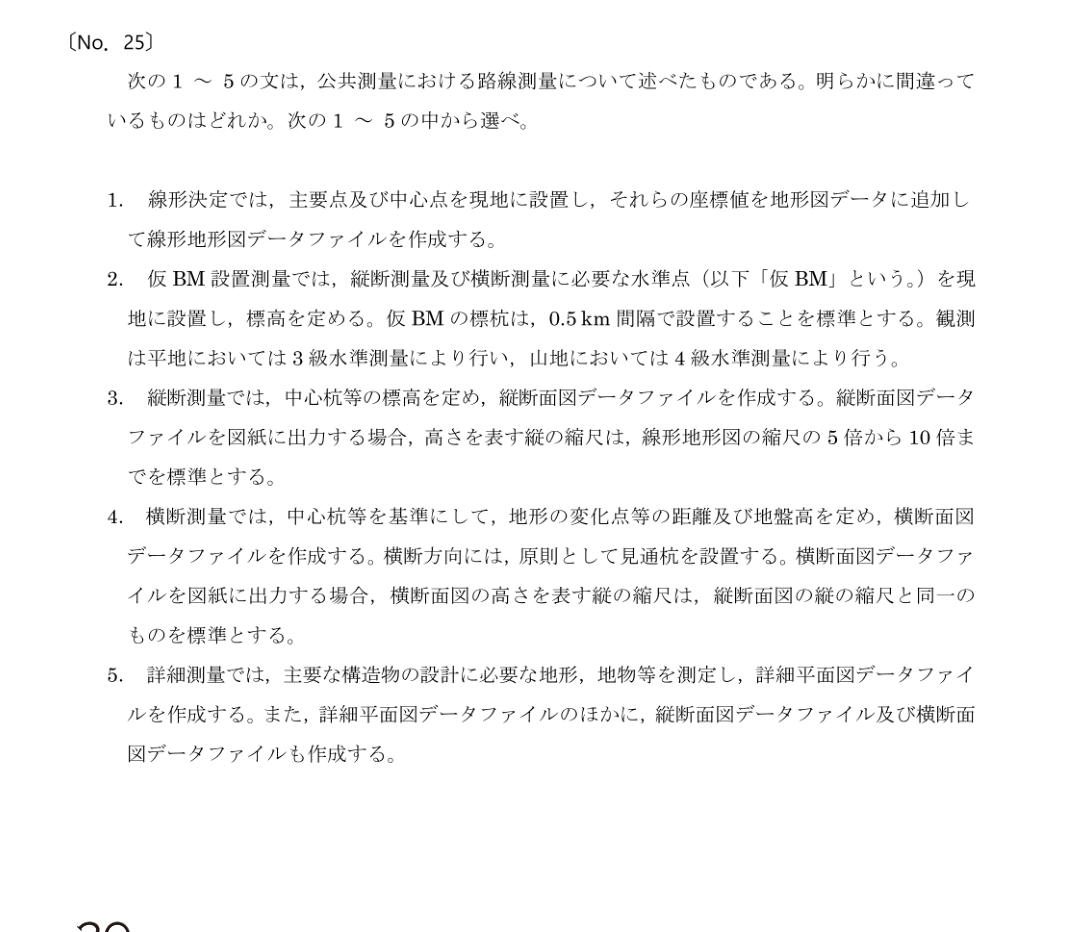 〔No. 25〕
次の 1 ～ 5 の文は，公共測量における路線測量について述べたものである。明らかに間違って
いるものはどれか。次の 1 ～ 5 の中から選べ。
1. 線形決定では，主要点及び中心点を現地に設置し，それらの座標値を地形図データに追加し
て線形地形図データファイルを作成する。
2. 仮 BM 設置測量では，縦断測量及び横断測量に必要な水準点（以下「仮 BM」という。）を現
地に設置し，標高を定める。仮 BM の標杭は，0.5 km 間隔で設置することを標準とする。観測
は平地においては 3 級水準測量により行い，山地においては 4 級水準測量により行う。
3. 縦断測量では，中心杭等の標高を定め，縦断面図データファイルを作成する。縦断面図データ
ファイルを図紙に出力する場合，高さを表す縦の縮尺は，線形地形図の縮尺の 5 倍から 10 倍ま
でを標準とする。
4. 横断測量では，中心杭等を基準にして，地形の変化点等の距離及び地盤高を定め，横断面図
データファイルを作成する。横断方向には，原則として見通杭を設置する。横断面図データファ
イルを図紙に出力する場合，横断面図の高さを表す縦の縮尺は，縦断面図の縦の縮尺と同一の
ものを標準とする。
5. 詳細測量では，主要な構造物の設計に必要な地形，地物等を測定し，詳細平面図データファイ
ルを作成する。また，詳細平面図データファイルのほかに，縦断面図データファイル及び横断面
図データファイルも作成する。